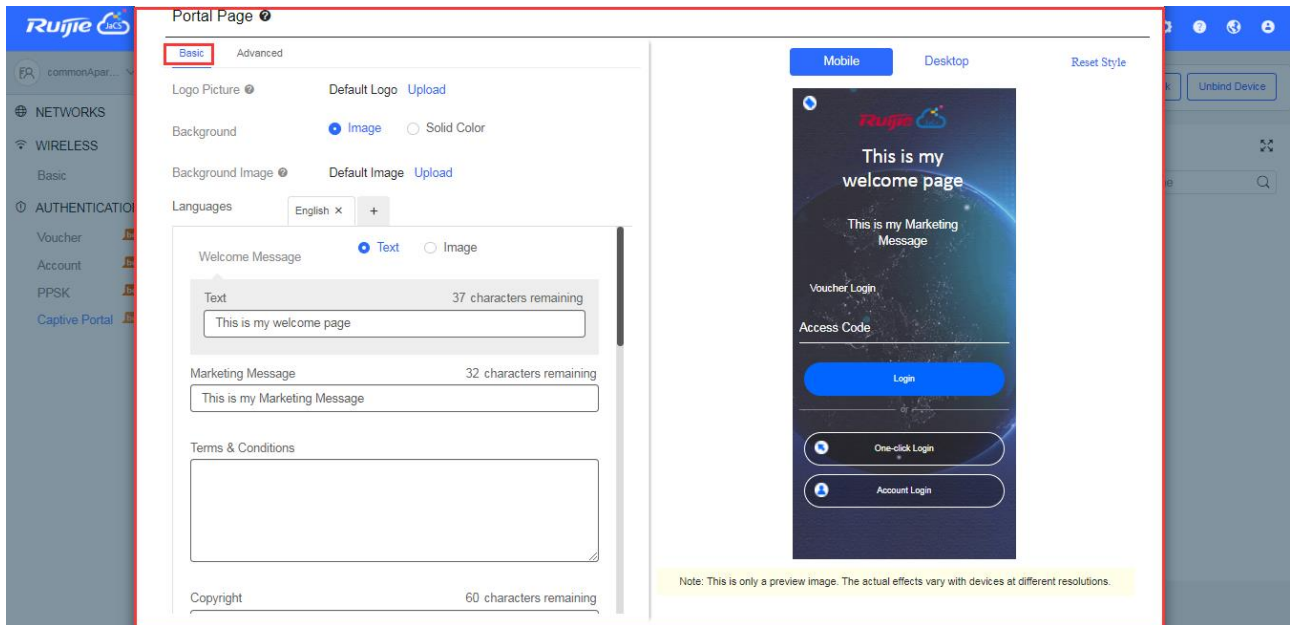 Ruijie JaCS
commonApar...
NETWORKS
WIRELESS
Basic
AUTHENTICATION
Voucher
Account
PPSK
Captive Portal
Portal Page
Basic Advanced
Logo Picture Default Logo Upload
Background Image Solid Color
Background Image Default Image Upload
Languages English × +
Welcome Message Text Image
Text 37 characters remaining
This is my welcome page
Marketing Message 32 characters remaining
This is my Marketing Message
Terms & Conditions
Copyright 60 characters remaining
Mobile Desktop Reset Style
Ruijie JaCS
This is my
welcome page
This is my Marketing
Message
Voucher Login
Access Code
Login
or
One-click Login
Account Login
Note: This is only a preview image. The actual effects vary with devices at different resolutions.
Unbind Device